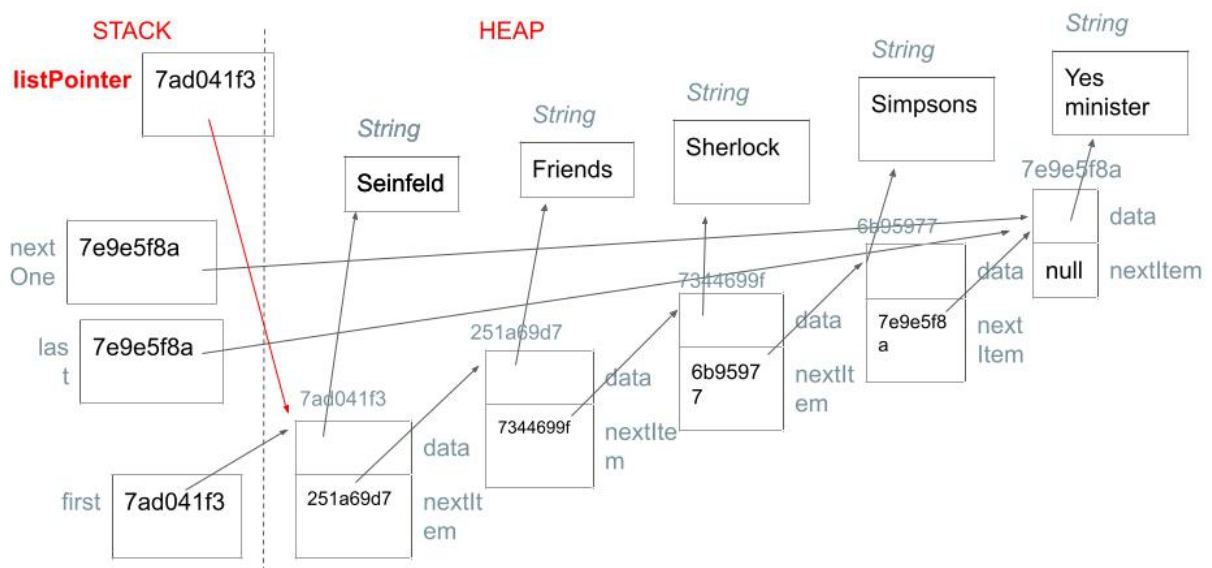 STACK
HEAP
String
listPointer
7ad041f3
String
Yes
minister
String
Simpsons
String
Sherlock
String
Friends
Seinfeld
7e9e5f8a
data
null
nextItem
next
One
7e9e5f8a
6b95977
data
7e9e5f8
a
next
Item
7344699f
data
6b9597
7
nextIt
em
las
t
7e9e5f8a
251a69d7
data
7344699f
nextIte
m
7ad041f3
data
251a69d7
nextIt
em
first
7ad041f3